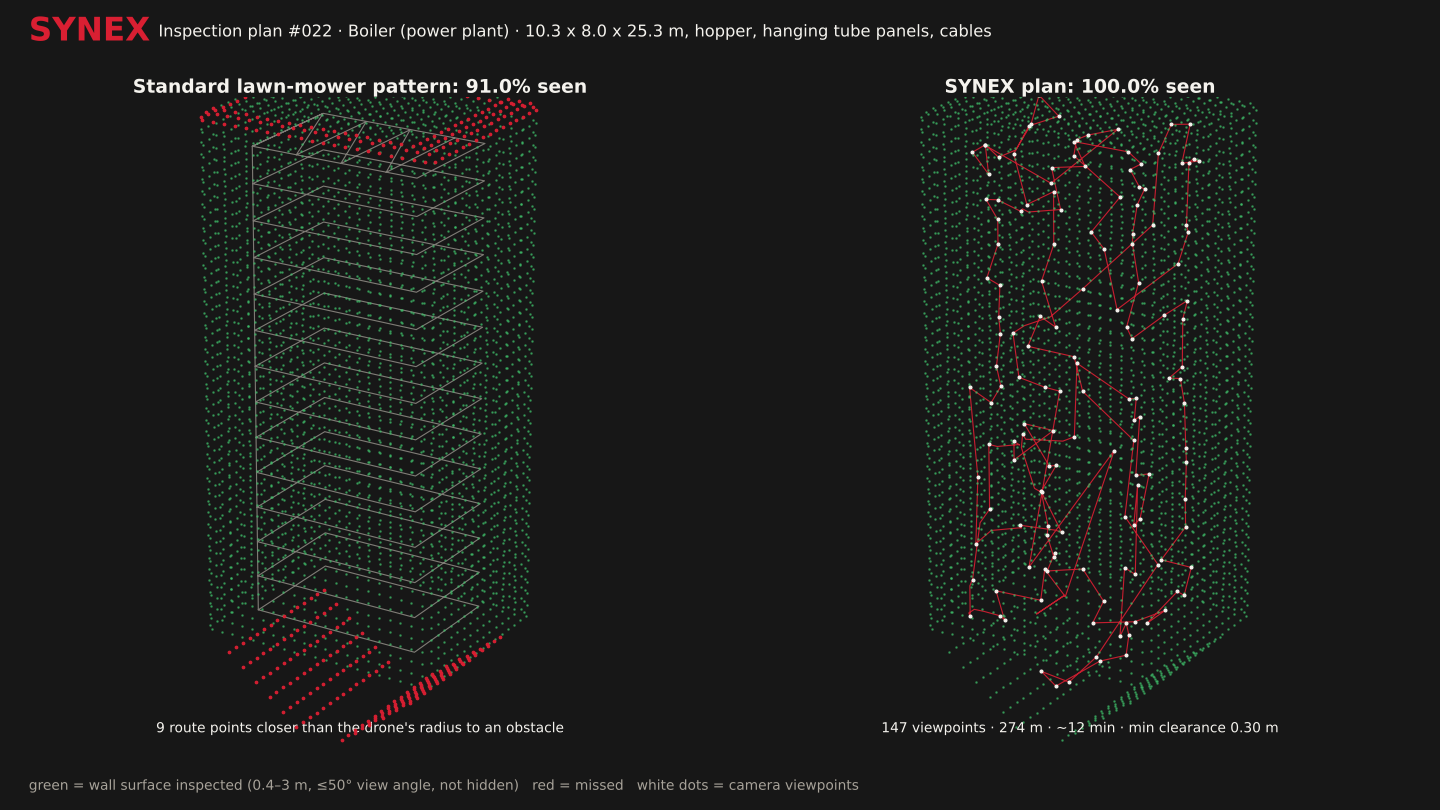 SYNEX Inspection plan #022 · Boiler (power plant) · 10.3 x 8.0 x 25.3 m, hopper, hanging tube panels, cables
Standard lawn-mower pattern: 91.0% seen
SYNEX plan: 100.0% seen
9 route points closer than the drone's radius to an obstacle
147 viewpoints · 274 m · ~12 min · min clearance 0.30 m
green = wall surface inspected (0.4–3 m, ≤50° view angle, not hidden) red = missed white dots = camera viewpoints